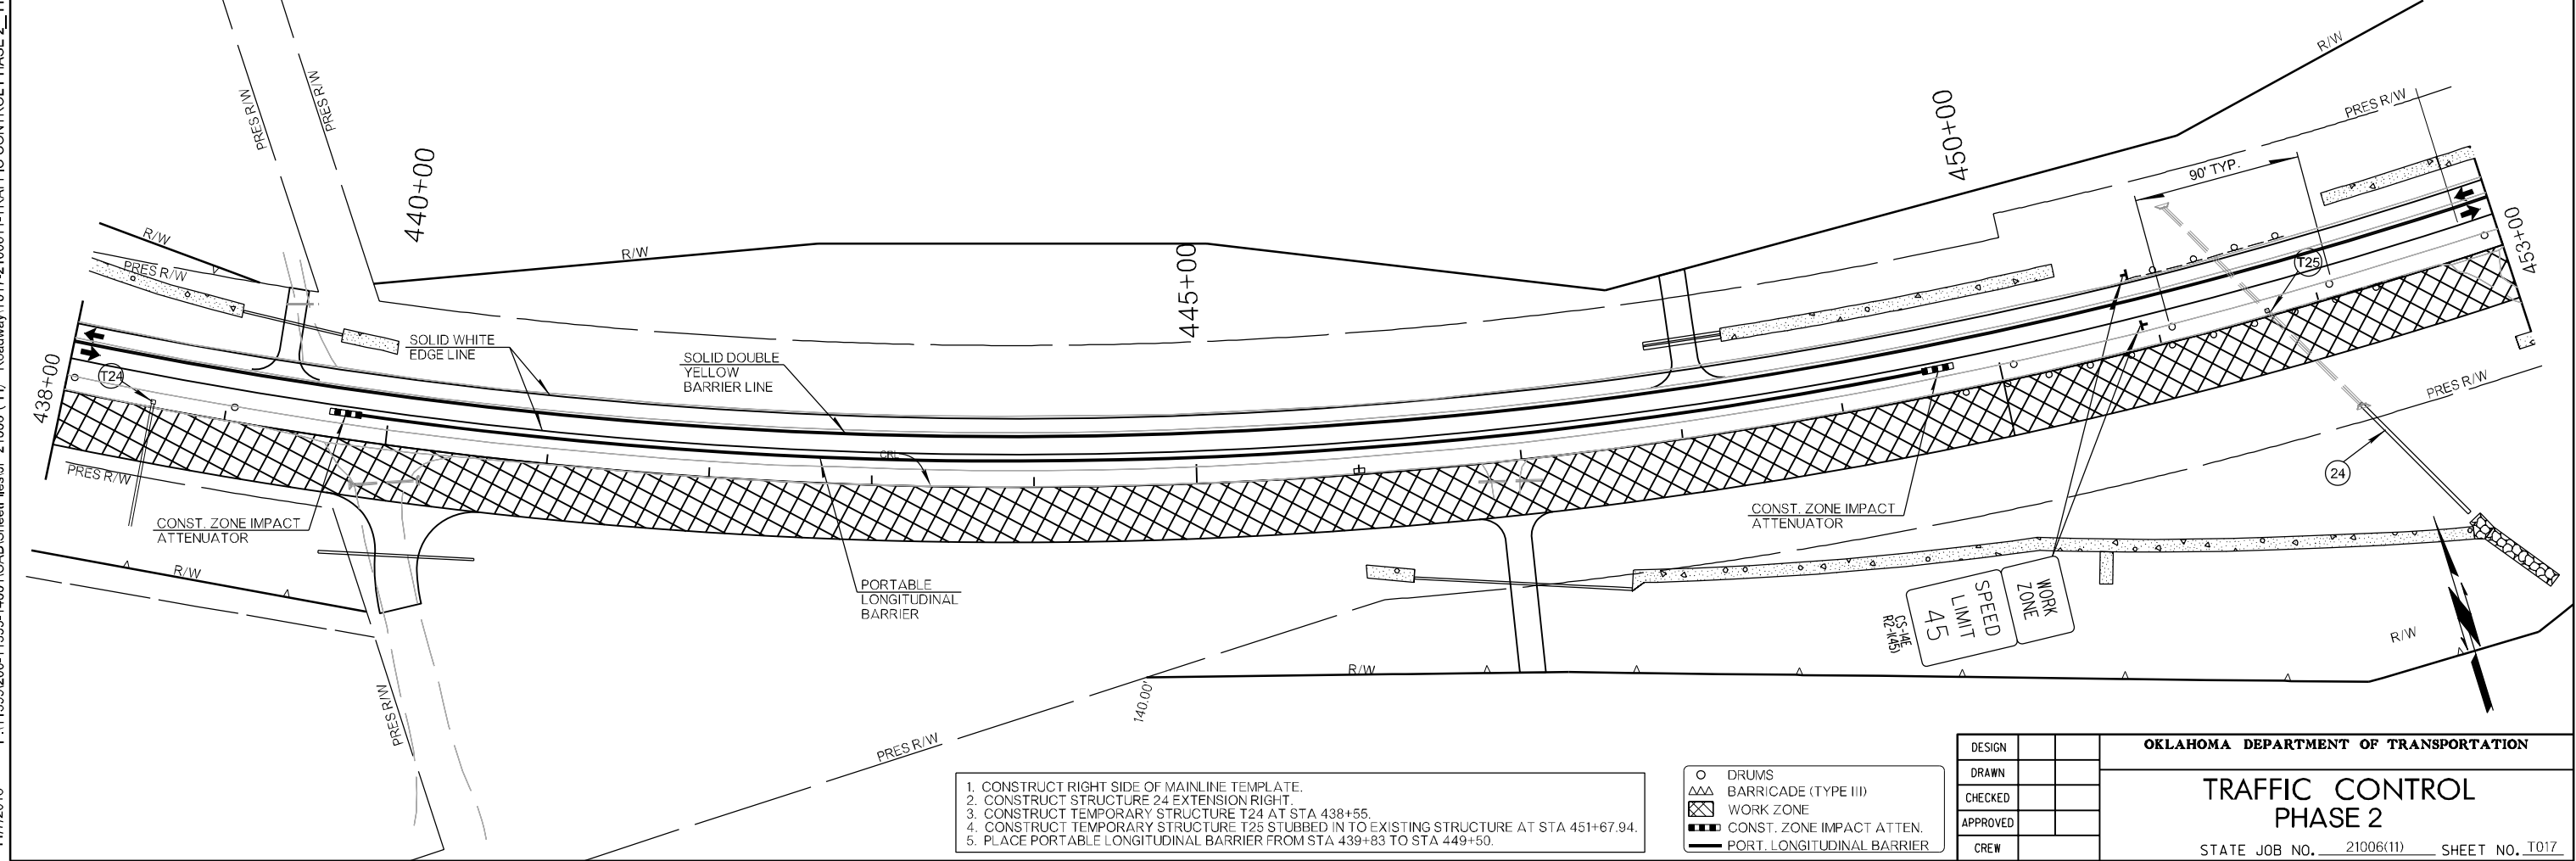 R/W
PRES R/W
PRES R/W
PRES R/W
450+00
90' TYP.
440+00
R/W
R/W
PRES R/W
445+00
T25
453+00
SOLID WHITE
EDGE LINE
SOLID DOUBLE
YELLOW
BARRIER LINE
438+00
T24
CRL
PRES R/W
PRES R/W
24
CONST. ZONE IMPACT
ATTENUATOR
CONST. ZONE IMPACT
ATTENUATOR
R/W
PORTABLE
LONGITUDINAL
BARRIER
WORK
ZONE
SPEED
LIMIT
45
CS-14E
R2-1(45)
R/W
R/W
140.00'
PRES R/W
PRES R/W
1. CONSTRUCT RIGHT SIDE OF MAINLINE TEMPLATE.
2. CONSTRUCT STRUCTURE 24 EXTENSION RIGHT.
3. CONSTRUCT TEMPORARY STRUCTURE T24 AT STA 438+55.
4. CONSTRUCT TEMPORARY STRUCTURE T25 STUBBED IN TO EXISTING STRUCTURE AT STA 451+67.94.
5. PLACE PORTABLE LONGITUDINAL BARRIER FROM STA 439+83 TO STA 449+50.
DRUMS
BARRICADE (TYPE III)
WORK ZONE
CONST. ZONE IMPACT ATTEN.
PORT. LONGITUDINAL BARRIER
DESIGN
DRAWN
CHECKED
APPROVED
CREW
OKLAHOMA DEPARTMENT OF TRANSPORTATION
TRAFFIC CONTROL
PHASE 2
STATE JOB NO. 21006(11) SHEET NO. T017